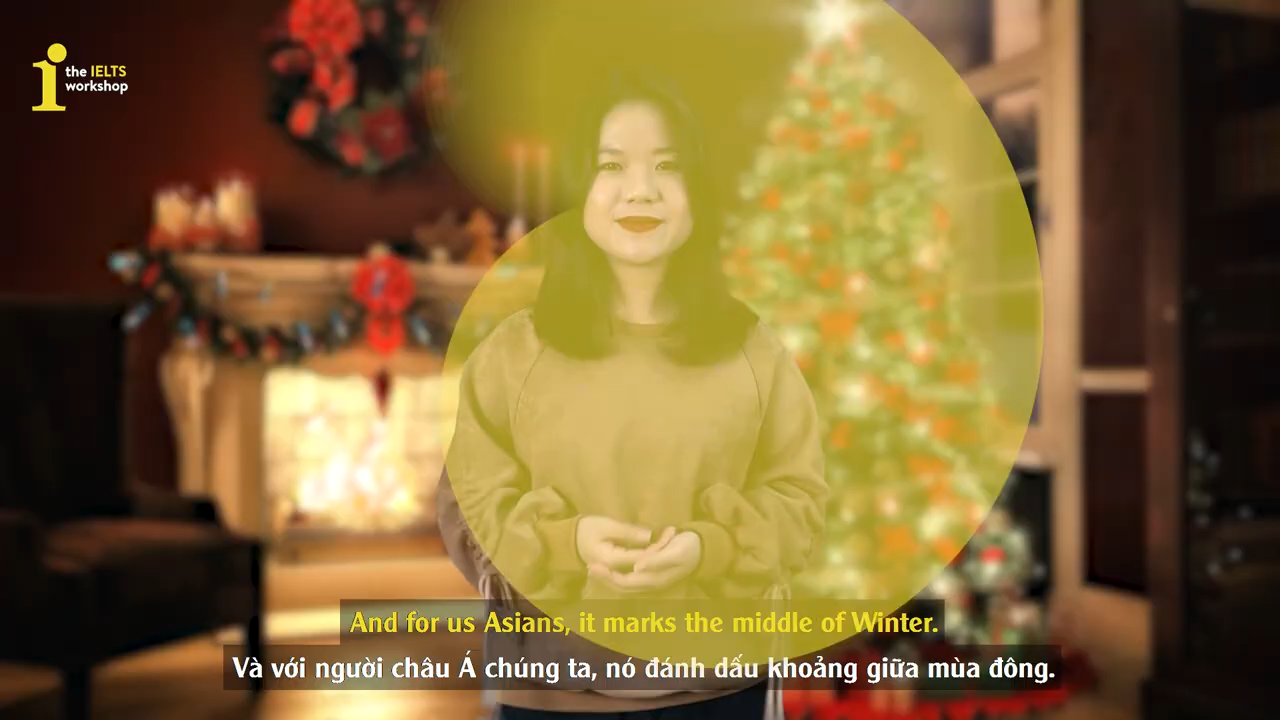 the IELTS
workshop
And for us Asians, it marks the middle of Winter.
Và với người châu Á chúng ta, nó đánh dấu khoảng giữa mùa đông.